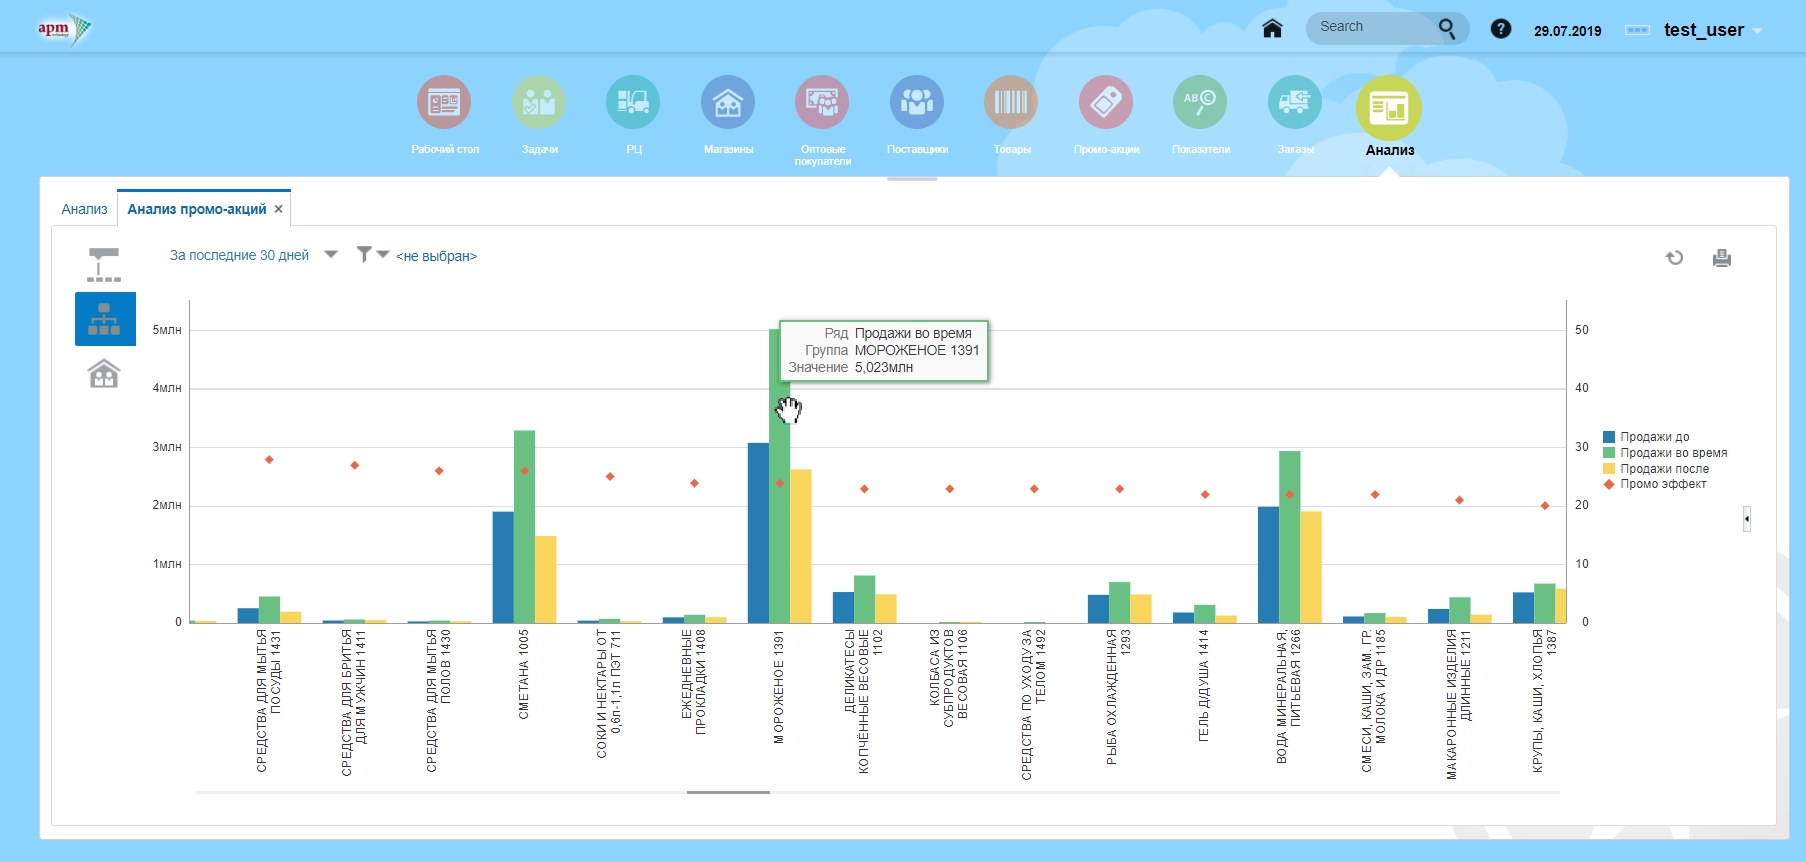 apm
technology
Search
29.07.2019
test_user
Рабочий стол
Задачи
РЦ
Магазины
Оптовые
покупатели
Поставщики
Товары
Промо-акции
ABC
Показатели
Заказы
Анализ
Анализ
Анализ промо-акций ×
За последние 30 дней
<не выбран>
5млн
4млн
3млн
2млн
1млн
0
Ряд Продажи во время
Группа МОРОЖЕНОЕ 1391
Значение 5,023млн
50
40
30
20
10
0
Продажи до
Продажи во время
Продажи после
Промо эффект
СРЕДСТВА ДЛЯ МЫТЬЯ
ПОСУДЫ 1431
СРЕДСТВА ДЛЯ БРИТЬЯ
ДЛЯ МУЖЧИН 1411
СРЕДСТВА ДЛЯ МЫТЬЯ
ПОЛОВ 1430
СМЕТАНА 1005
СОКИ И НЕКТАРЫ ОТ
0,6л-1,1л ПЭТ 711
ЕЖЕДНЕВНЫЕ
ПРОКЛАДКИ 1408
МОРОЖЕНОЕ 1391
ДЕЛИКАТЕСЫ
КОПЧЁННЫЕ ВЕСОВЫЕ
1102
КОЛБАСА ИЗ
СУБПРОДУКТОВ
ВЕСОВАЯ 1106
СРЕДСТВА ПО УХОДУ ЗА
ТЕЛОМ 1492
РЫБА ОХЛАЖДЕННАЯ
1293
ГЕЛЬ Д/ДУША 1414
ВОДА МИНЕРАЛЬНАЯ,
ПИТЬЕВАЯ 1266
СМЕСИ, КАШИ, ЗАМ. ГР.
МОЛОКА И ДР 1185
МАКАРОННЫЕ ИЗДЕЛИЯ
ДЛИННЫЕ 1211
КРУПЫ, КАШИ, ХЛОПЬЯ
1387